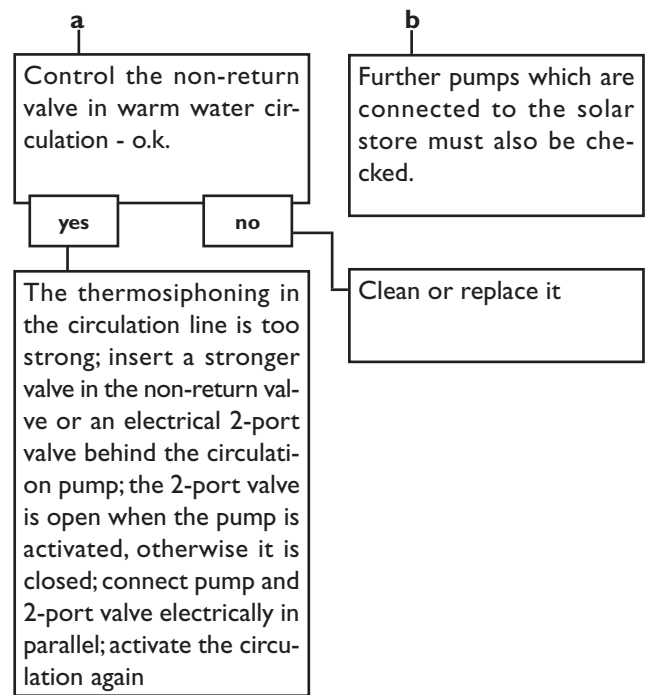 a
Control the non-return
valve in warm water cir-
culation - o.k.
yes
no
The thermosiphoning in
the circulation line is too
strong; insert a stronger
valve in the non-return val-
ve or an electrical 2-port
valve behind the circulati-
on pump; the 2-port valve
is open when the pump is
activated, otherwise it is
closed; connect pump and
2-port valve electrically in
parallel; activate the circu-
lation again
b
Further pumps which are
connected to the solar
store must also be che-
cked.
Clean or replace it